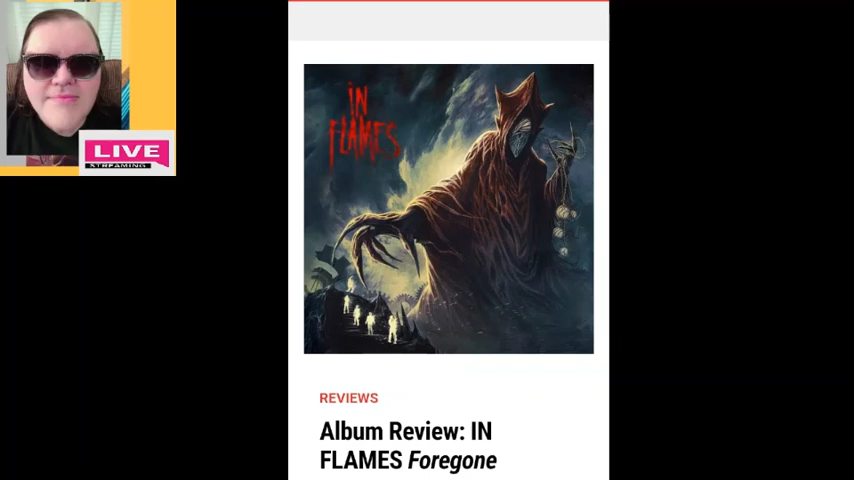 LIVE
STREAMING
IN
FLAMES
REVIEWS
Album Review: IN
FLAMES Foregone